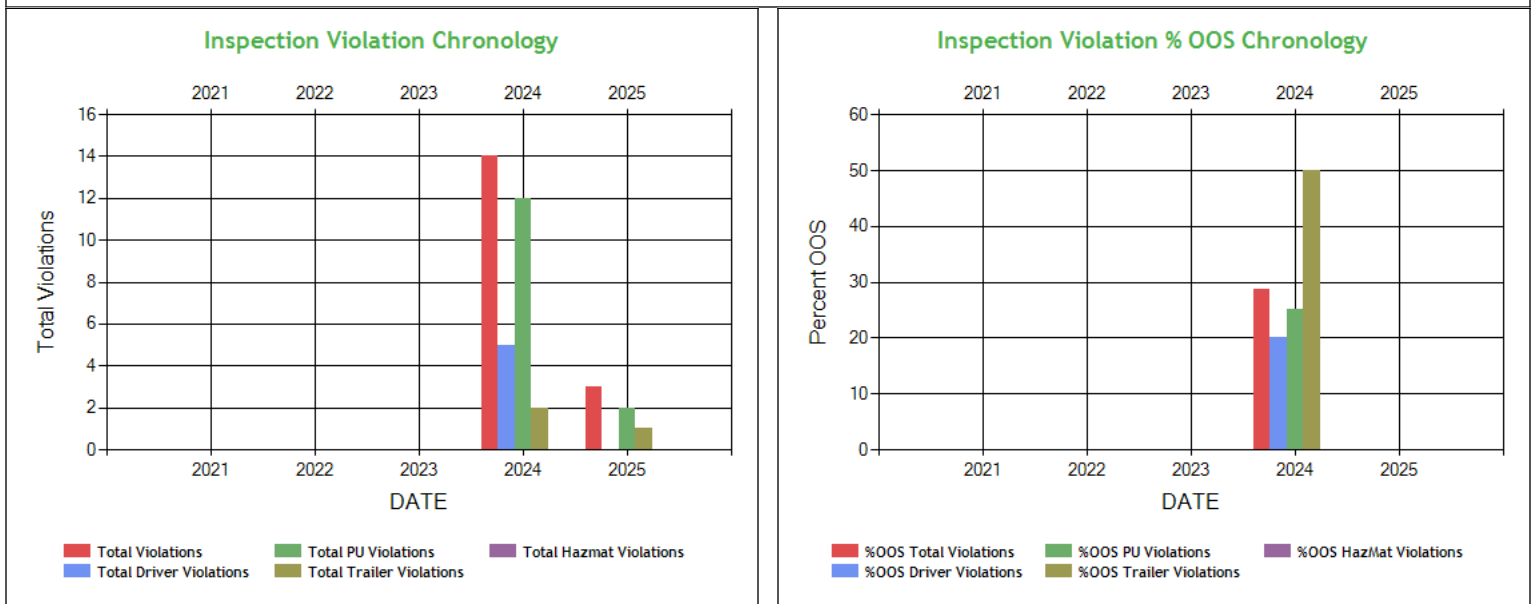 Inspection Violation Chronology
2021 2022 2023 2024 2025
16
14
12
10
8
6
4
2
0
Total Violations
2021 2022 2023 2024 2025
DATE
Total Violations Total PU Violations Total Hazmat Violations
Total Driver Violations Total Trailer Violations
Inspection Violation % OOS Chronology
2021 2022 2023 2024 2025
60
50
40
30
20
10
0
Percent OOS
2021 2022 2023 2024 2025
DATE
%OOS Total Violations %OOS PU Violations %OOS HazMat Violations
%OOS Driver Violations %OOS Trailer Violations